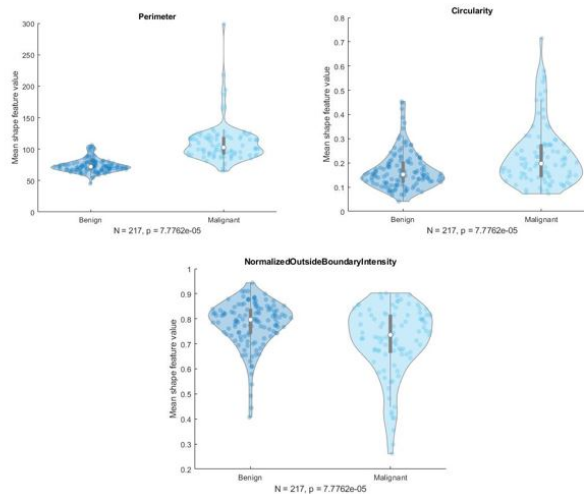 Perimeter
Mean shape feature value
300
250
200
150
100
50
0
Benign
Malignant
N = 217, p = 7.7762e-05
Circularity
Mean shape feature value
0.8
0.7
0.6
0.5
0.4
0.3
0.2
0.1
0
Benign
Malignant
N = 217, p = 7.7762e-05
NormalizedOutsideBoundaryIntensity
Mean shape feature value
1
0.9
0.8
0.7
0.6
0.5
0.4
0.3
0.2
Benign
Malignant
N = 217, p = 7.7762e-05